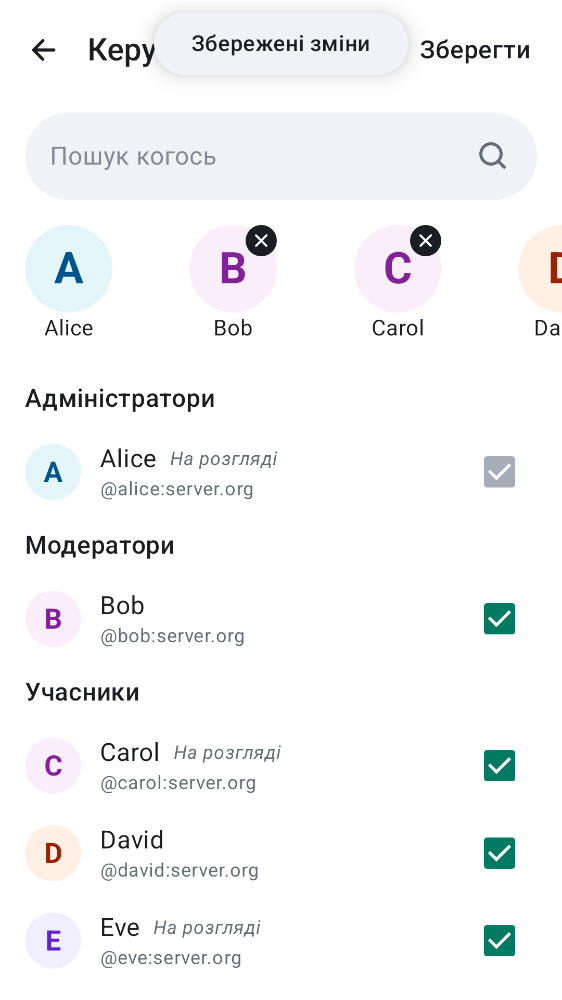 Збережені зміни
Керу
Зберегти
Пошук когось
A
B
C
D
Alice
Bob
Carol
Da
Адміністратори
A
Alice На розгляді
@alice:server.org
Модератори
B
Bob
@bob:server.org
Учасники
C
Carol На розгляді
@carol:server.org
D
David
@david:server.org
E
Eve На розгляді
@eve:server.org